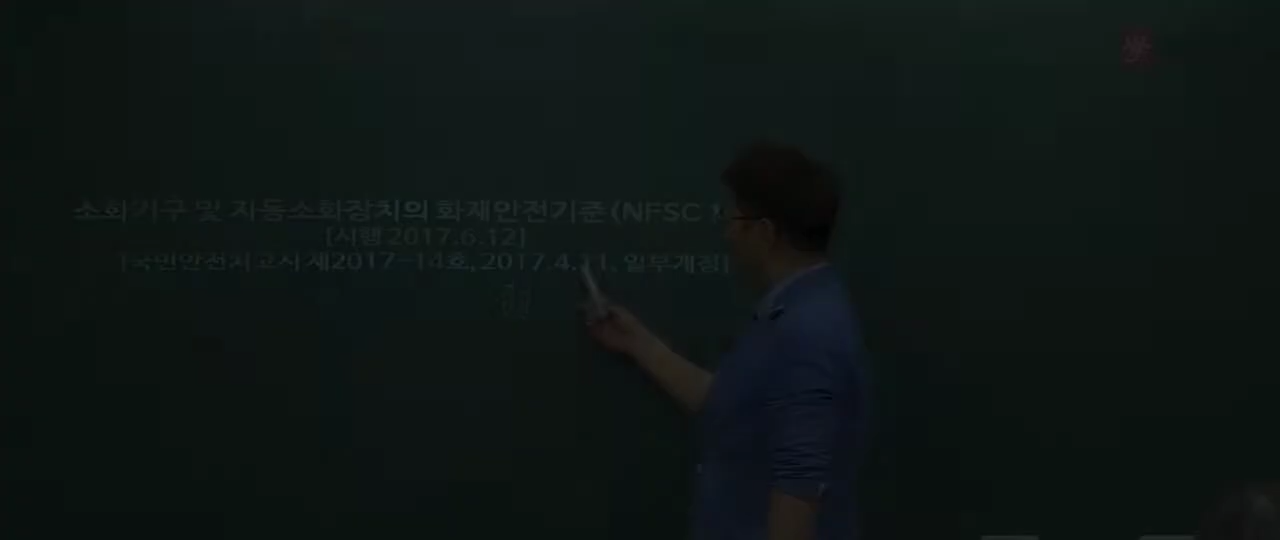 소화기구 및 자동소화장치의 화재안전기준(NFSC
[시행 2017.6.12]
[국민안전처고시 제2017-14호, 2017.4.11, 일부개정]